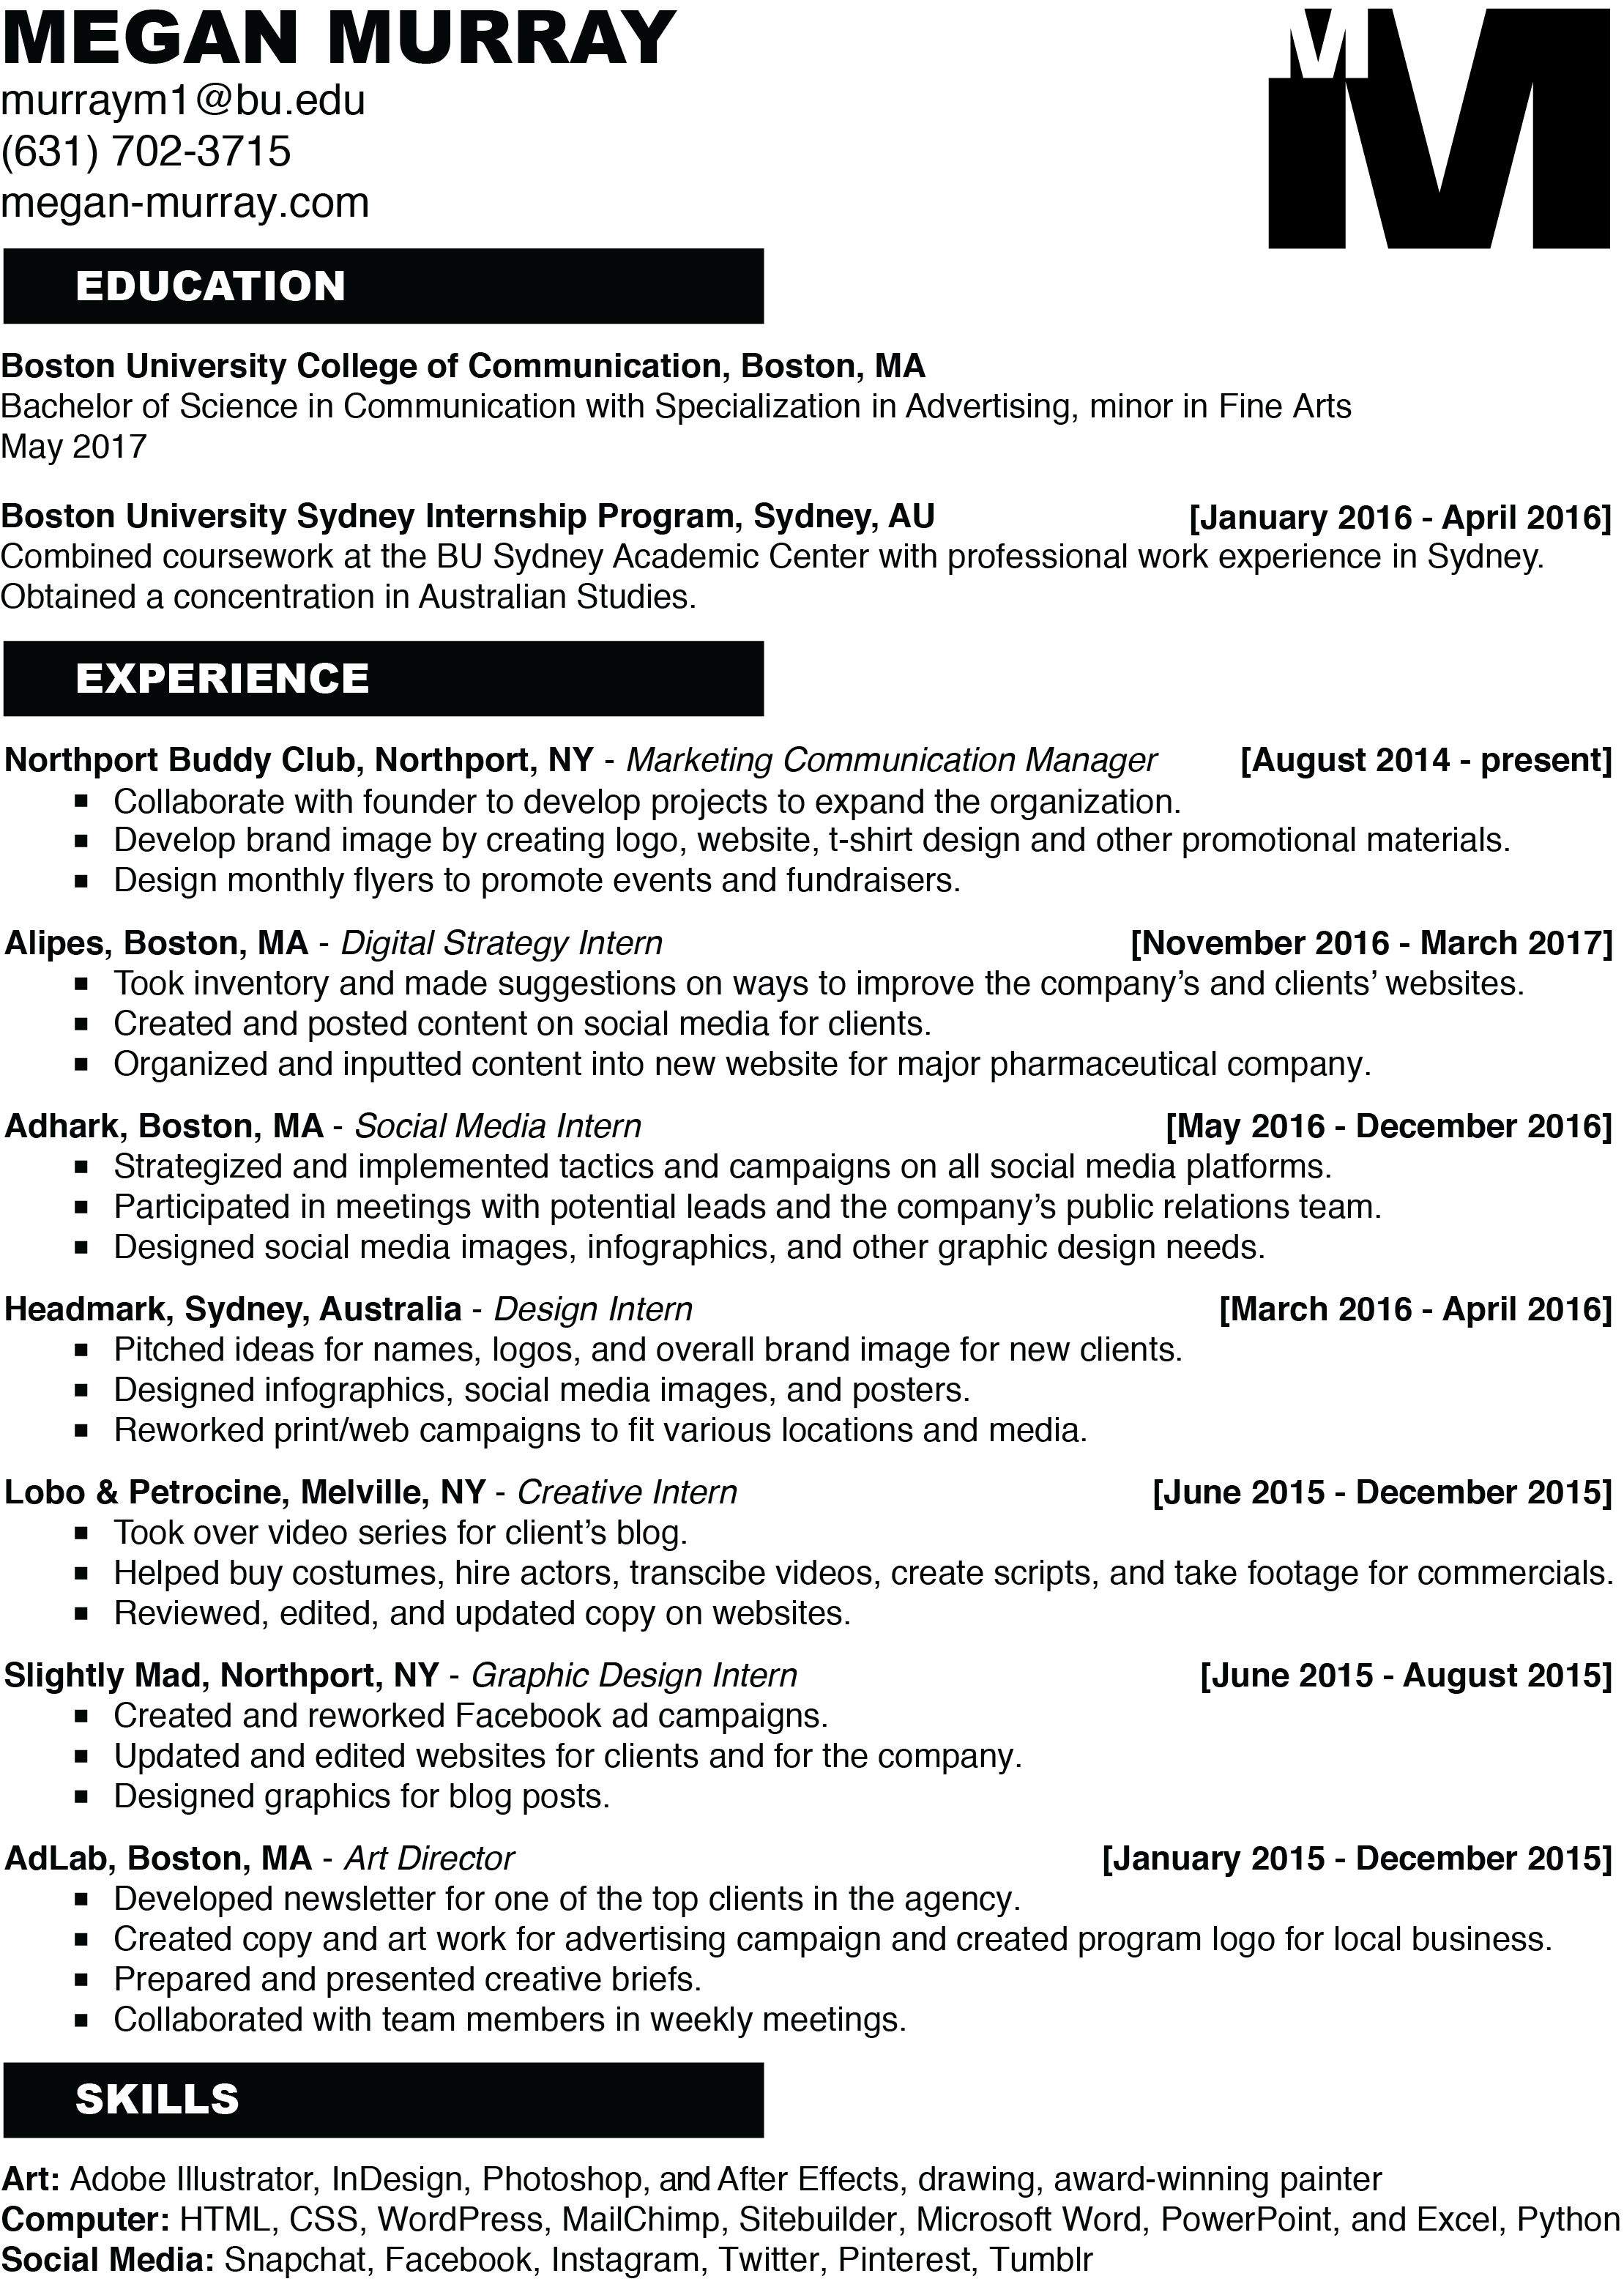 MEGAN MURRAY
murraym1@bu.edu
(631) 702-3715
megan-murray.com
MM
EDUCATION
Boston University College of Communication, Boston, MA
Bachelor of Science in Communication with Specialization in Advertising, minor in Fine Arts
May 2017
Boston University Sydney Internship Program, Sydney, AU [January 2016 - April 2016]
Combined coursework at the BU Sydney Academic Center with professional work experience in Sydney.
Obtained a concentration in Australian Studies.
EXPERIENCE
Northport Buddy Club, Northport, NY - Marketing Communication Manager [August 2014 - present]
▪ Collaborate with founder to develop projects to expand the organization.
▪ Develop brand image by creating logo, website, t-shirt design and other promotional materials.
▪ Design monthly flyers to promote events and fundraisers.
Alipes, Boston, MA - Digital Strategy Intern [November 2016 - March 2017]
▪ Took inventory and made suggestions on ways to improve the company’s and clients’ websites.
▪ Created and posted content on social media for clients.
▪ Organized and inputted content into new website for major pharmaceutical company.
Adhark, Boston, MA - Social Media Intern [May 2016 - December 2016]
▪ Strategized and implemented tactics and campaigns on all social media platforms.
▪ Participated in meetings with potential leads and the company’s public relations team.
▪ Designed social media images, infographics, and other graphic design needs.
Headmark, Sydney, Australia - Design Intern [March 2016 - April 2016]
▪ Pitched ideas for names, logos, and overall brand image for new clients.
▪ Designed infographics, social media images, and posters.
▪ Reworked print/web campaigns to fit various locations and media.
Lobo & Petrocine, Melville, NY - Creative Intern [June 2015 - December 2015]
▪ Took over video series for client’s blog.
▪ Helped buy costumes, hire actors, transcibe videos, create scripts, and take footage for commercials.
▪ Reviewed, edited, and updated copy on websites.
Slightly Mad, Northport, NY - Graphic Design Intern [June 2015 - August 2015]
▪ Created and reworked Facebook ad campaigns.
▪ Updated and edited websites for clients and for the company.
▪ Designed graphics for blog posts.
AdLab, Boston, MA - Art Director [January 2015 - December 2015]
▪ Developed newsletter for one of the top clients in the agency.
▪ Created copy and art work for advertising campaign and created program logo for local business.
▪ Prepared and presented creative briefs.
▪ Collaborated with team members in weekly meetings.
SKILLS
Art: Adobe Illustrator, InDesign, Photoshop, and After Effects, drawing, award-winning painter
Computer: HTML, CSS, WordPress, MailChimp, Sitebuilder, Microsoft Word, PowerPoint, and Excel, Python
Social Media: Snapchat, Facebook, Instagram, Twitter, Pinterest, Tumblr